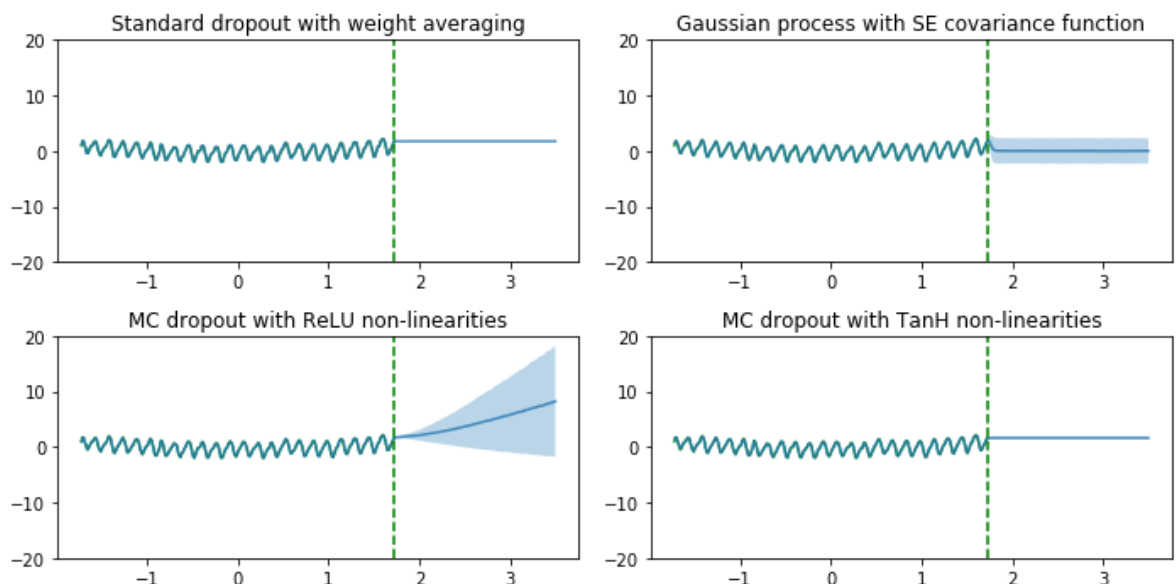 Standard dropout with weight averaging
20
10
0
−10
−20
−1 0 1 2 3
Gaussian process with SE covariance function
20
10
0
−10
−20
−1 0 1 2 3
MC dropout with ReLU non-linearities
20
10
0
−10
−20
−1 0 1 2 3
MC dropout with TanH non-linearities
20
10
0
−10
−20
−1 0 1 2 3